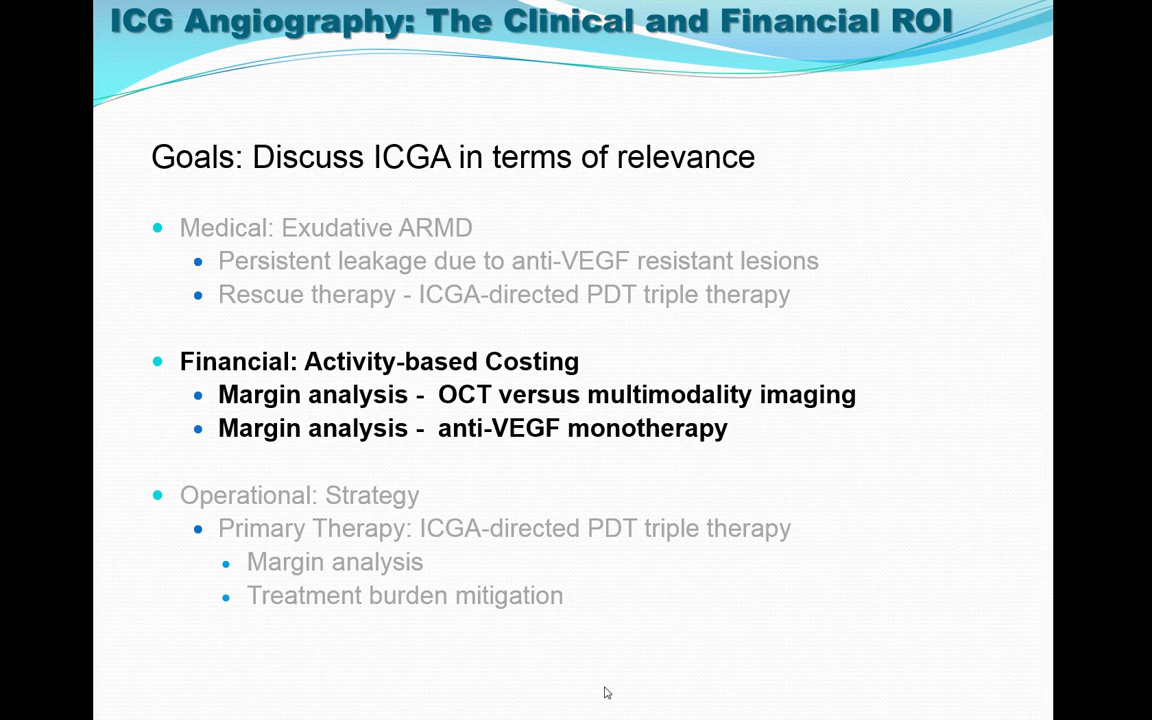 ICG Angiography: The Clinical and Financial ROI
Goals: Discuss ICGA in terms of relevance
Medical: Exudative ARMD
Persistent leakage due to anti-VEGF resistant lesions
Rescue therapy - ICGA-directed PDT triple therapy
Financial: Activity-based Costing
Margin analysis - OCT versus multimodality imaging
Margin analysis - anti-VEGF monotherapy
Operational: Strategy
Primary Therapy: ICGA-directed PDT triple therapy
Margin analysis
Treatment burden mitigation